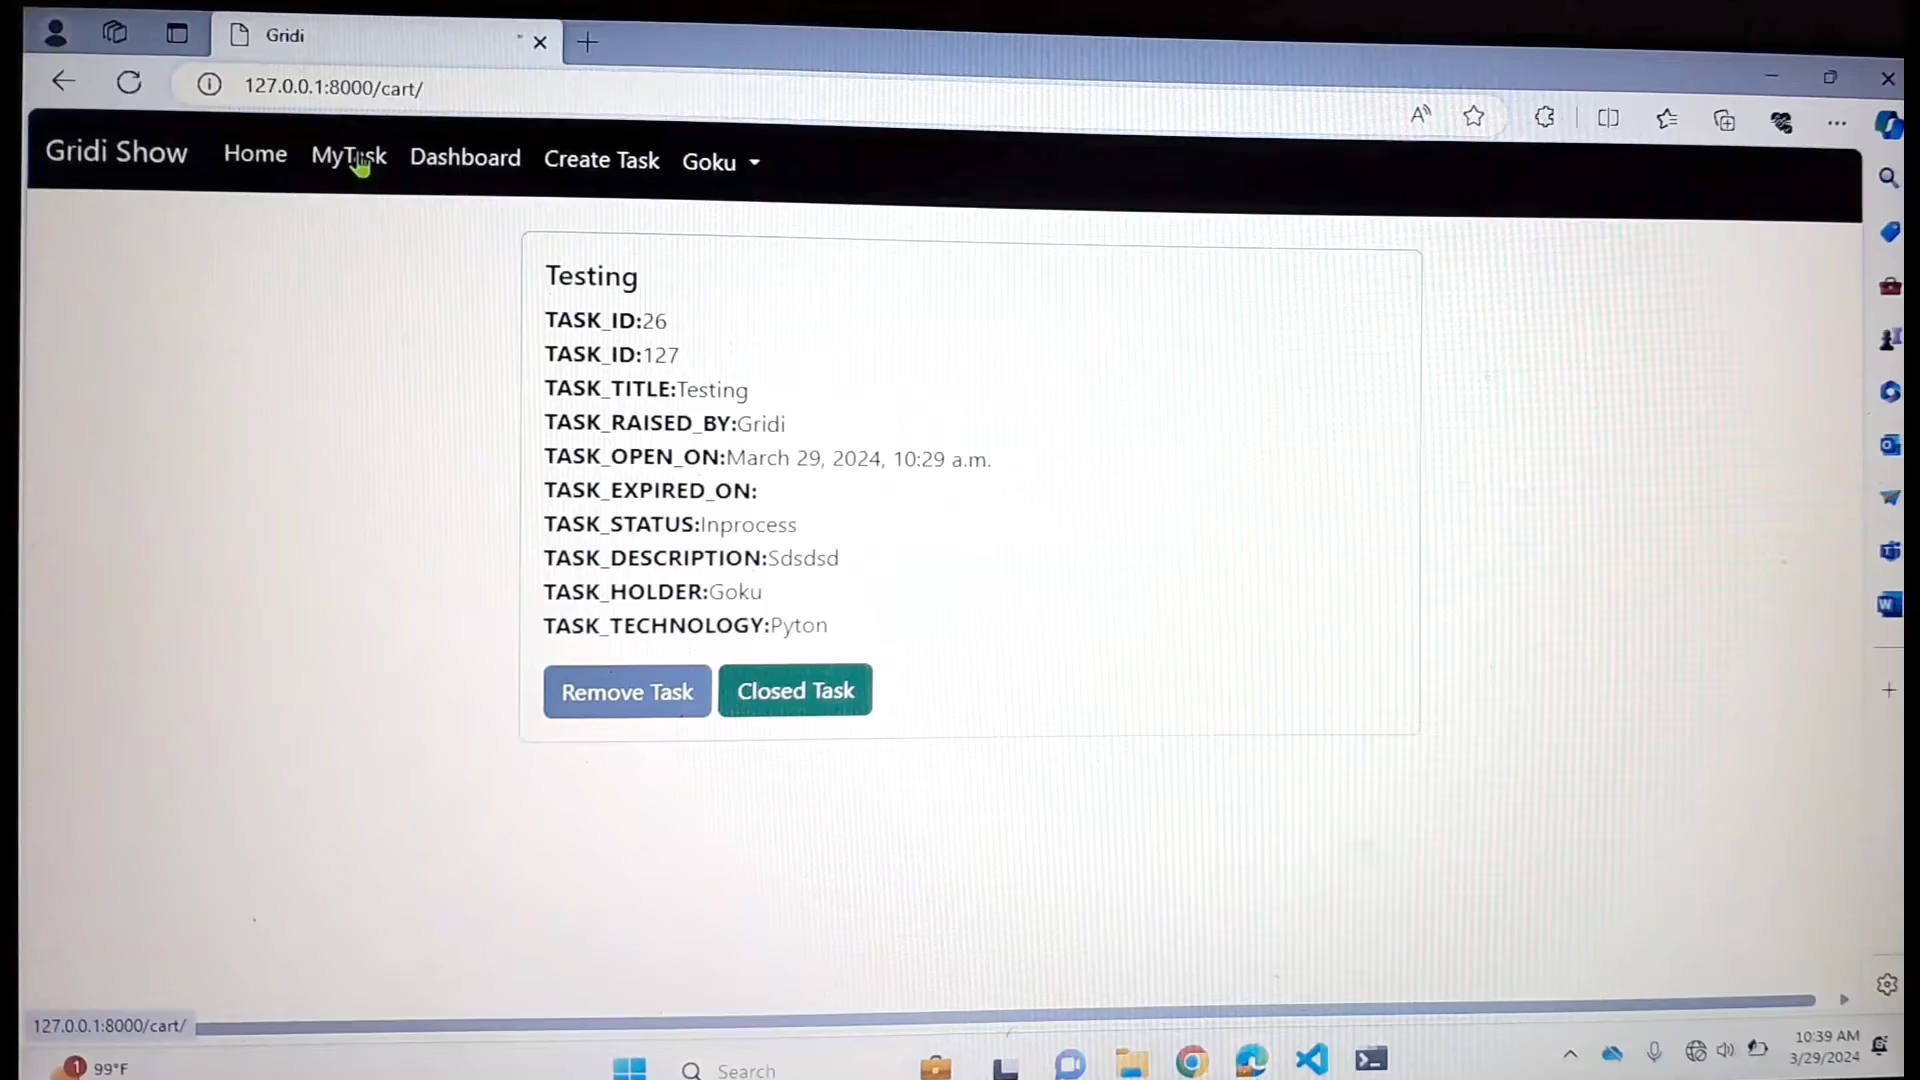 Gridi
127.0.0.1:8000/cart/
Gridi Show Home MyTask Dashboard Create Task Goku
Testing
TASK_ID:26
TASK_ID:127
TASK_TITLE:Testing
TASK_RAISED_BY:Gridi
TASK_OPEN_ON:March 29, 2024, 10:29 a.m.
TASK_EXPIRED_ON:
TASK_STATUS:Inprocess
TASK_DESCRIPTION:Sdsdsd
TASK_HOLDER:Goku
TASK_TECHNOLOGY:Pyton
Remove Task Closed Task
127.0.0.1:8000/cart/
1 99°F Search 10:39 AM
3/29/2024